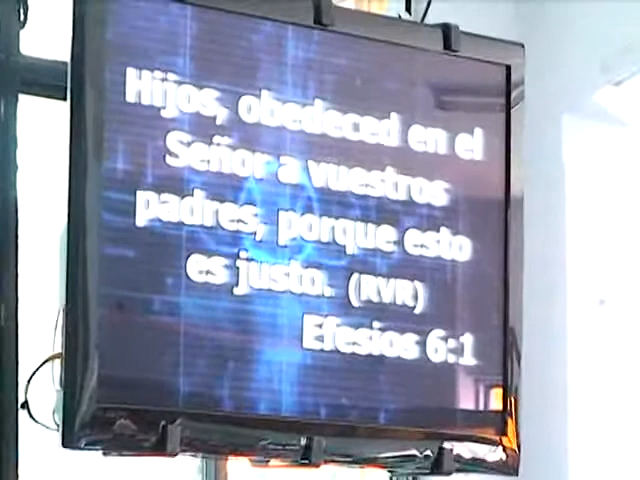 Hijos, obedeced en el
Señor a vuestros
padres, porque esto
es justo. (RVR)
Efesios 6:1